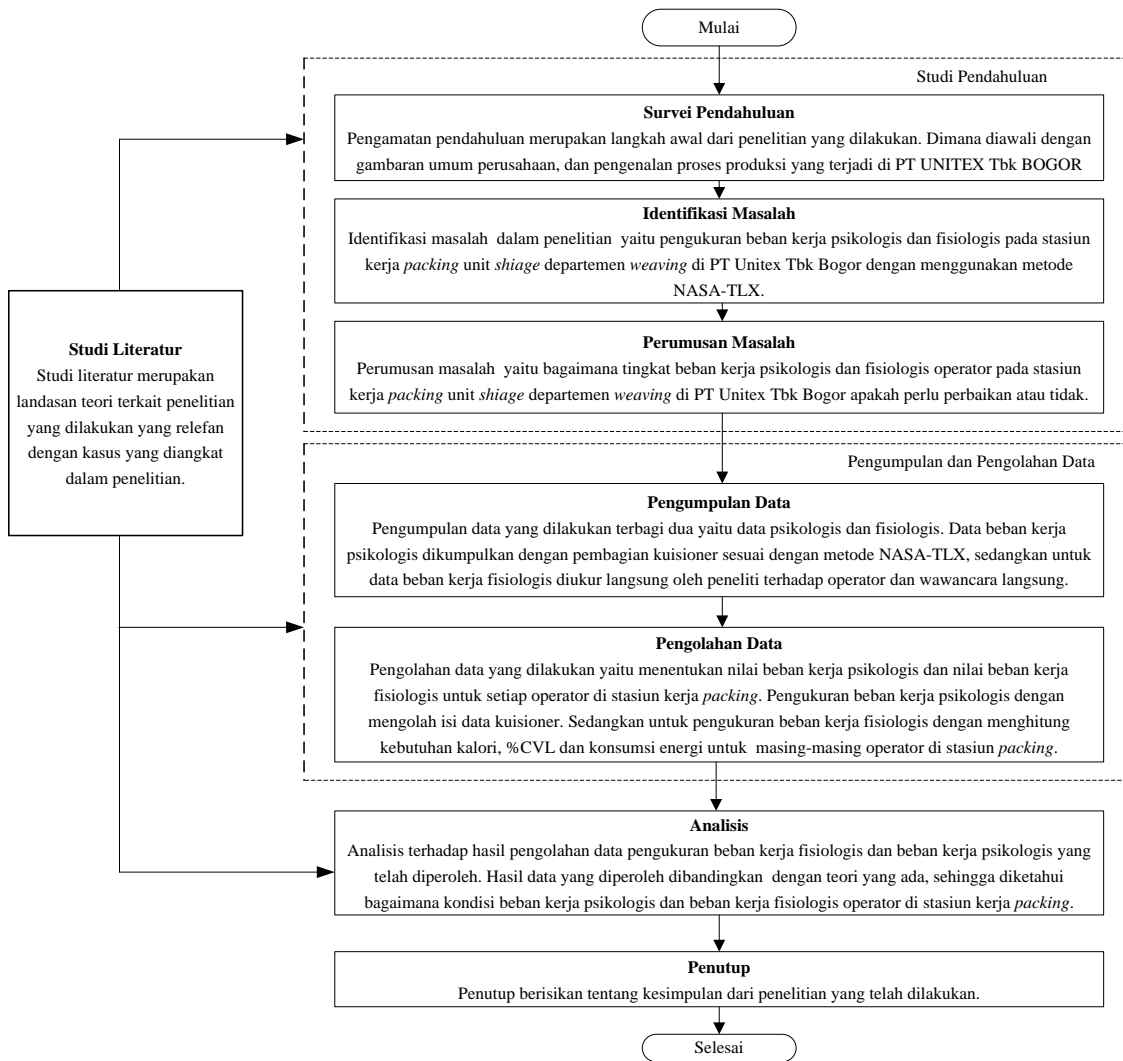 Mulai
Studi Pendahuluan
Survei Pendahuluan
Pengamatan pendahuluan merupakan langkah awal dari penelitian yang dilakukan. Dimana diawali dengan
gambaran umum perusahaan, dan pengenalan proses produksi yang terjadi di PT UNITEX Tbk BOGOR
Identifikasi Masalah
Identifikasi masalah dalam penelitian yaitu pengukuran beban kerja psikologis dan fisiologis pada stasiun
kerja packing unit shiage departemen weaving di PT Unitex Tbk Bogor dengan menggunakan metode
NASA-TLX.
Perumusan Masalah
Perumusan masalah yaitu bagaimana tingkat beban kerja psikologis dan fisiologis operator pada stasiun
kerja packing unit shiage departemen weaving di PT Unitex Tbk Bogor apakah perlu perbaikan atau tidak.
Studi Literatur
Studi literatur merupakan
landasan teori terkait penelitian
yang dilakukan yang relefan
dengan kasus yang diangkat
dalam penelitian.
Pengumpulan dan Pengolahan Data
Pengumpulan Data
Pengumpulan data yang dilakukan terbagi dua yaitu data psikologis dan fisiologis. Data beban kerja
psikologis dikumpulkan dengan pembagian kuisioner sesuai dengan metode NASA-TLX, sedangkan untuk
data beban kerja fisiologis diukur langsung oleh peneliti terhadap operator dan wawancara langsung.
Pengolahan Data
Pengolahan data yang dilakukan yaitu menentukan nilai beban kerja psikologis dan nilai beban kerja
fisiologis untuk setiap operator di stasiun kerja packing. Pengukuran beban kerja psikologis dengan
mengolah isi data kuisioner. Sedangkan untuk pengukuran beban kerja fisiologis dengan menghitung
kebutuhan kalori, %CVL dan konsumsi energi untuk masing-masing operator di stasiun packing.
Analisis
Analisis terhadap hasil pengolahan data pengukuran beban kerja fisiologis dan beban kerja psikologis yang
telah diperoleh. Hasil data yang diperoleh dibandingkan dengan teori yang ada, sehingga diketahui
bagaimana kondisi beban kerja psikologis dan beban kerja fisiologis operator di stasiun kerja packing.
Penutup
Penutup berisikan tentang kesimpulan dari penelitian yang telah dilakukan.
Selesai